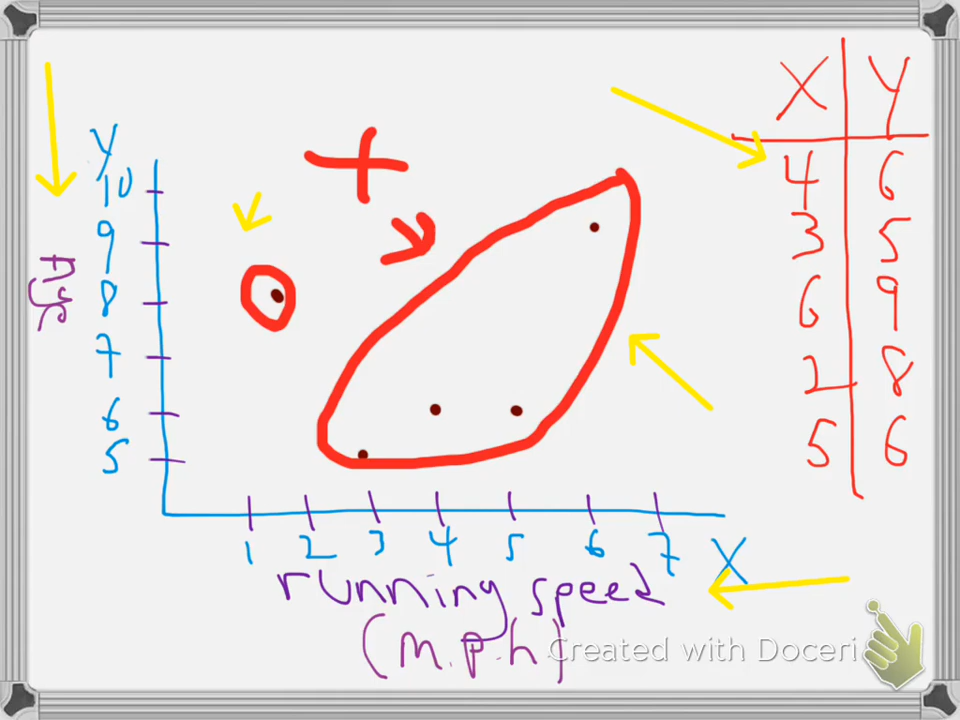 X Y
4 6
3 5
6 9
2 8
5 6
Y
10
9
8
7
6
5
Age
+
1 2 3 4 5 6 7 X
running speed
(m.p.h)
Created with Doceri